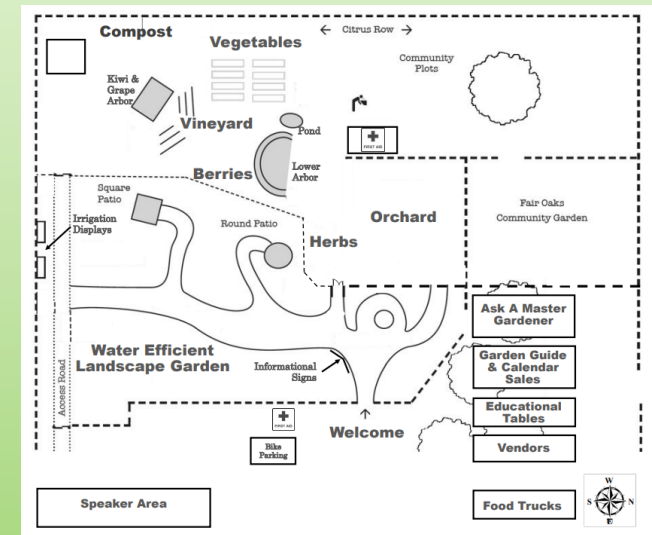 Compost
← Citrus Row →
Vegetables
Community
Plots
Kiwi &
Grape
Arbor
Vineyard
Pond
FIRST AID
Berries
Lower
Arbor
Square
Patio
Irrigation
Displays
Round Patio
Orchard
Fair Oaks
Community Garden
Herbs
Ask A Master
Gardener
Water Efficient
Landscape Garden
Informational
Signs
Garden Guide
& Calendar
Sales
Access Road
Educational
Tables
FIRST AID
Welcome
Bike
Parking
Vendors
Speaker Area
Food Trucks
W
S
N
E